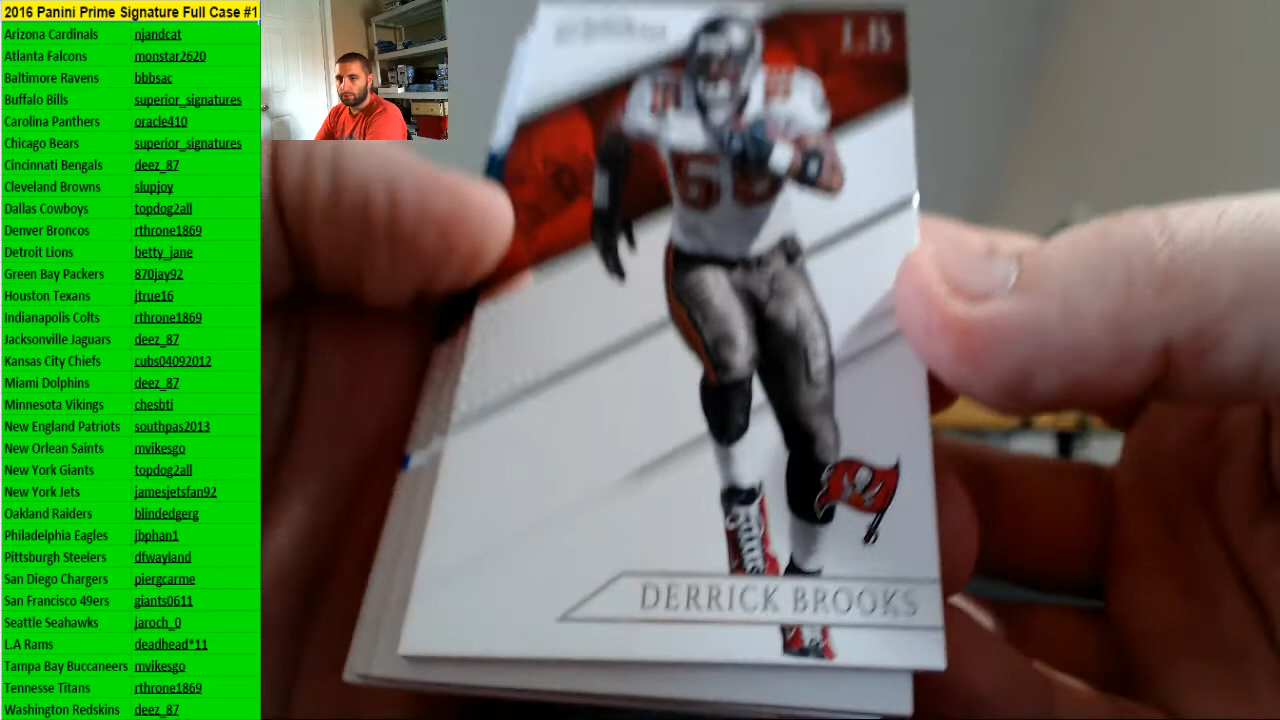 2016 Panini Prime Signature Full Case #1
Arizona Cardinals njandcat
Atlanta Falcons monstar2620
Baltimore Ravens bbbsac
Buffalo Bills superior_signatures
Carolina Panthers oracle410
Chicago Bears superior_signatures
Cincinnati Bengals deez_87
Cleveland Browns slupjoy
Dallas Cowboys topdog2all
Denver Broncos rthrone1869
Detroit Lions betty_jane
Green Bay Packers 870jay92
Houston Texans jtrue16
Indianapolis Colts rthrone1869
Jacksonville Jaguars deez_87
Kansas City Chiefs cubs04092012
Miami Dolphins deez_87
Minnesota Vikings chesbti
New England Patriots southpas2013
New Orlean Saints mvikesgo
New York Giants topdog2all
New York Jets jamesjetsfan92
Oakland Raiders blindedgerg
Philadelphia Eagles jbphan1
Pittsburgh Steelers dfwayland
San Diego Chargers piergcarme
San Francisco 49ers giants0611
Seattle Seahawks jaroch_0
L.A Rams deadhead*11
Tampa Bay Buccaneers mvikesgo
Tennesse Titans rthrone1869
Washington Redskins deez_87
LB
DERRICK BROOKS